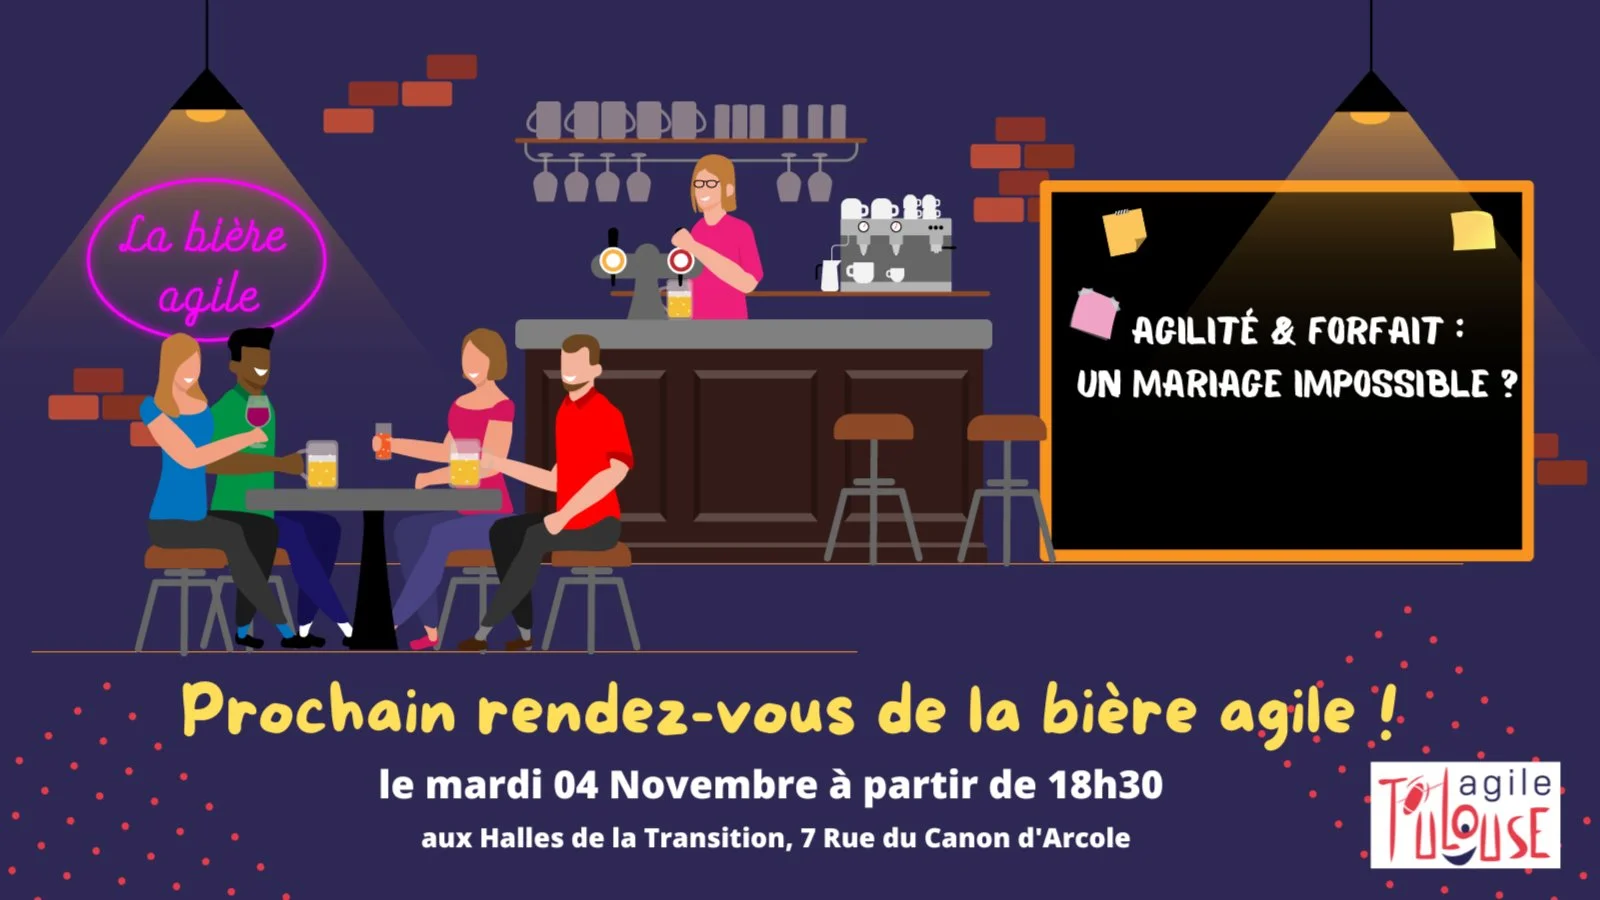 La bière
agile
AGILITÉ & FORFAIT :
UN MARIAGE IMPOSSIBLE ?
Prochain rendez-vous de la bière agile !
le mardi 04 Novembre à partir de 18h30
aux Halles de la Transition, 7 Rue du Canon d'Arcole
agile
TOULOUSE